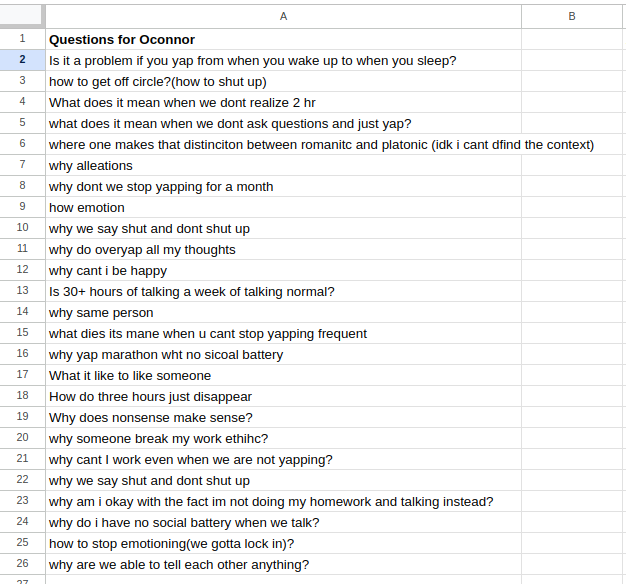 A B
1 Questions for Oconnor
2 Is it a problem if you yap from when you wake up to when you sleep?
3 how to get off circle?(how to shut up)
4 What does it mean when we dont realize 2 hr
5 what does it mean when we dont ask questions and just yap?
6 where one makes that distinciton between romanitc and platonic (idk i cant dfind the context)
7 why alleations
8 why dont we stop yapping for a month
9 how emotion
10 why we say shut and dont shut up
11 why do overyap all my thoughts
12 why cant i be happy
13 Is 30+ hours of talking a week of talking normal?
14 why same person
15 what dies its mane when u cant stop yapping frequent
16 why yap marathon wht no sicoal battery
17 What it like to like someone
18 How do three hours just disappear
19 Why does nonsense make sense?
20 why someone break my work ethihc?
21 why cant I work even when we are not yapping?
22 why we say shut and dont shut up
23 why am i okay with the fact im not doing my homework and talking instead?
24 why do i have no social battery when we talk?
25 how to stop emotioning(we gotta lock in)?
26 why are we able to tell each other anything?
27